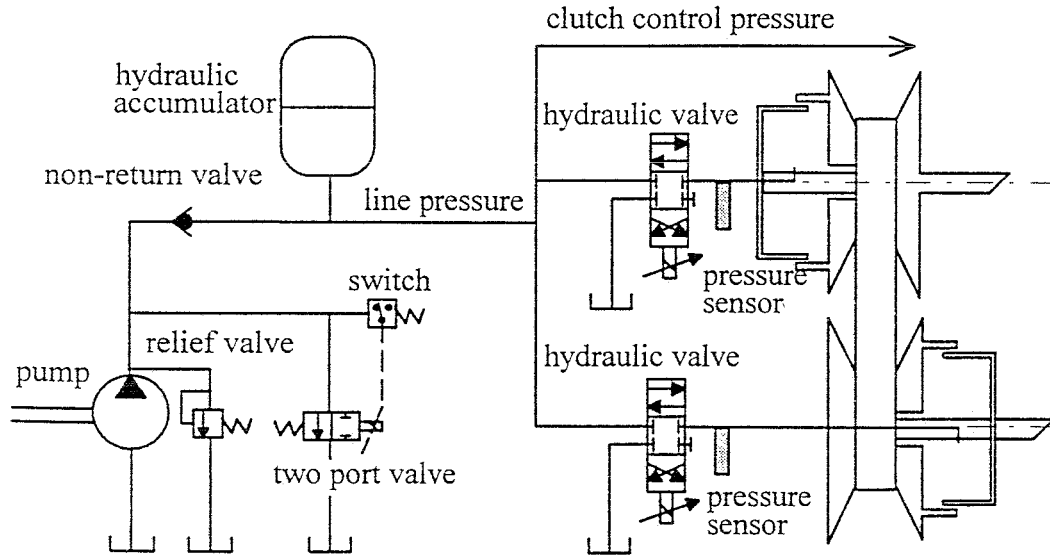 clutch control pressure
hydraulic
accumulator
hydraulic valve
non-return valve
line pressure
pressure
sensor
switch
relief valve
hydraulic valve
pump
two port valve
pressure
sensor